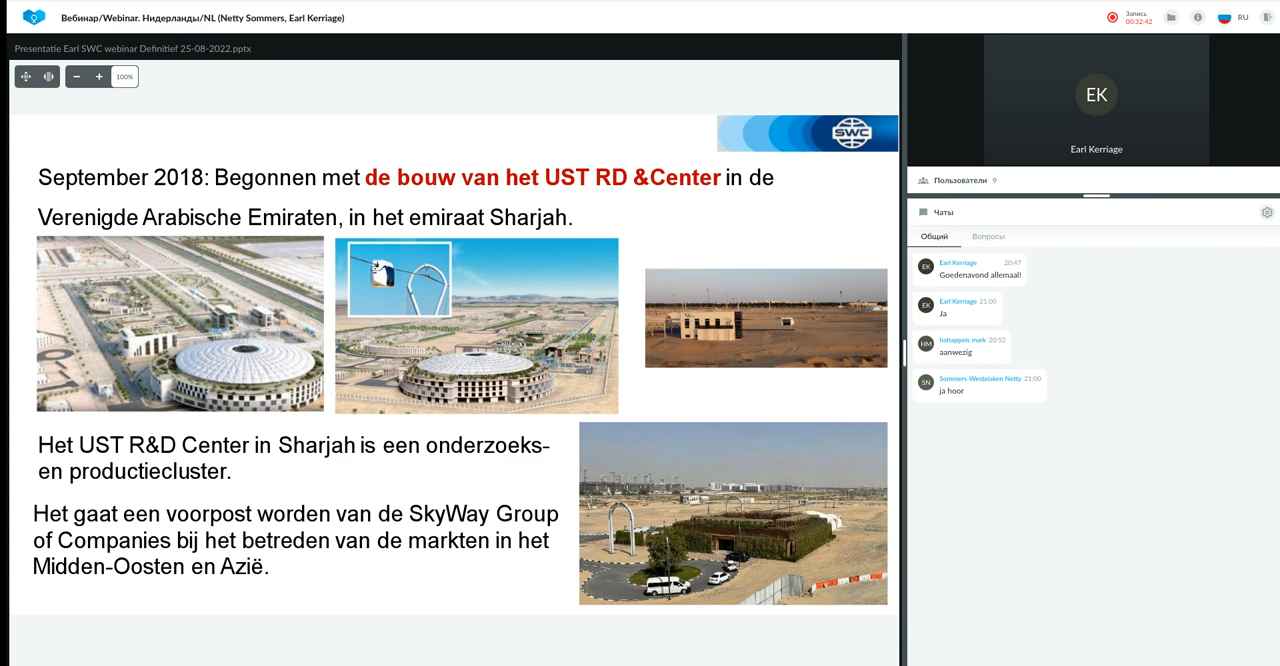 Вебинар/Webinar. Нидерланды/NL (Netty Sommers, Earl Kerriage)
Запись
00:32:42
RU
Presentatie Earl SWC webinar Definitief 25-08-2022.pptx
100%
SWC
September 2018: Begonnen met de bouw van het UST RD &Center in de
Verenigde Arabische Emiraten, in het emiraat Sharjah.
Het UST R&D Center in Sharjah is een onderzoeks-
en productiecluster.
Het gaat een voorpost worden van de SkyWay Group
of Companies bij het betreden van de markten in het
Midden-Oosten en Azië.
EK
Earl Kerriage
Пользователи 9
Чаты
Общий Вопросы
EK
Earl Kerriage 20:47
Goedenavond allemaal!
EK
Earl Kerriage 21:00
Ja
HM
holtappels mark 20:52
aanwezig
SN
Sommers-Westelaken Netty 21:00
ja hoor